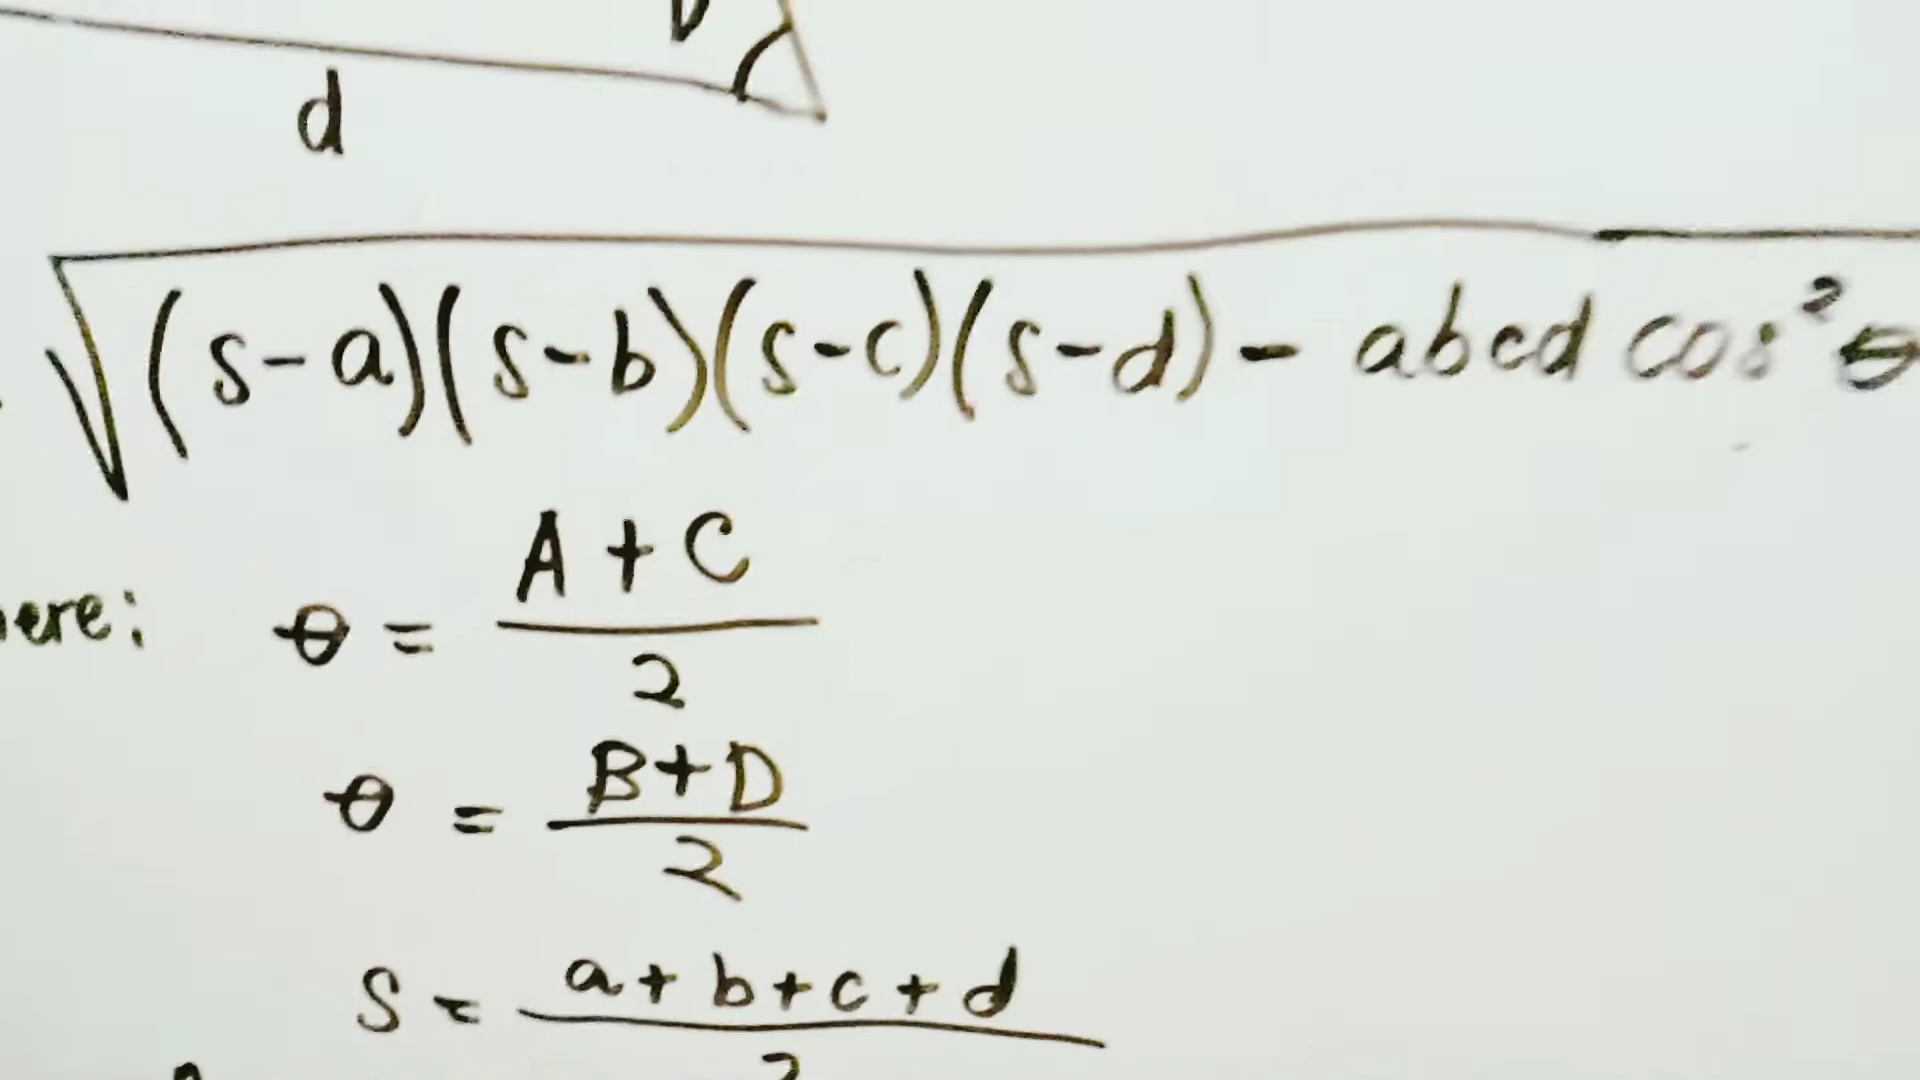 d
√(s-a)(s-b)(s-c)(s-d) - abcd cos²θ
ere: θ = A + C / 2
θ = B+D / 2
S = a + b + c + d / 2